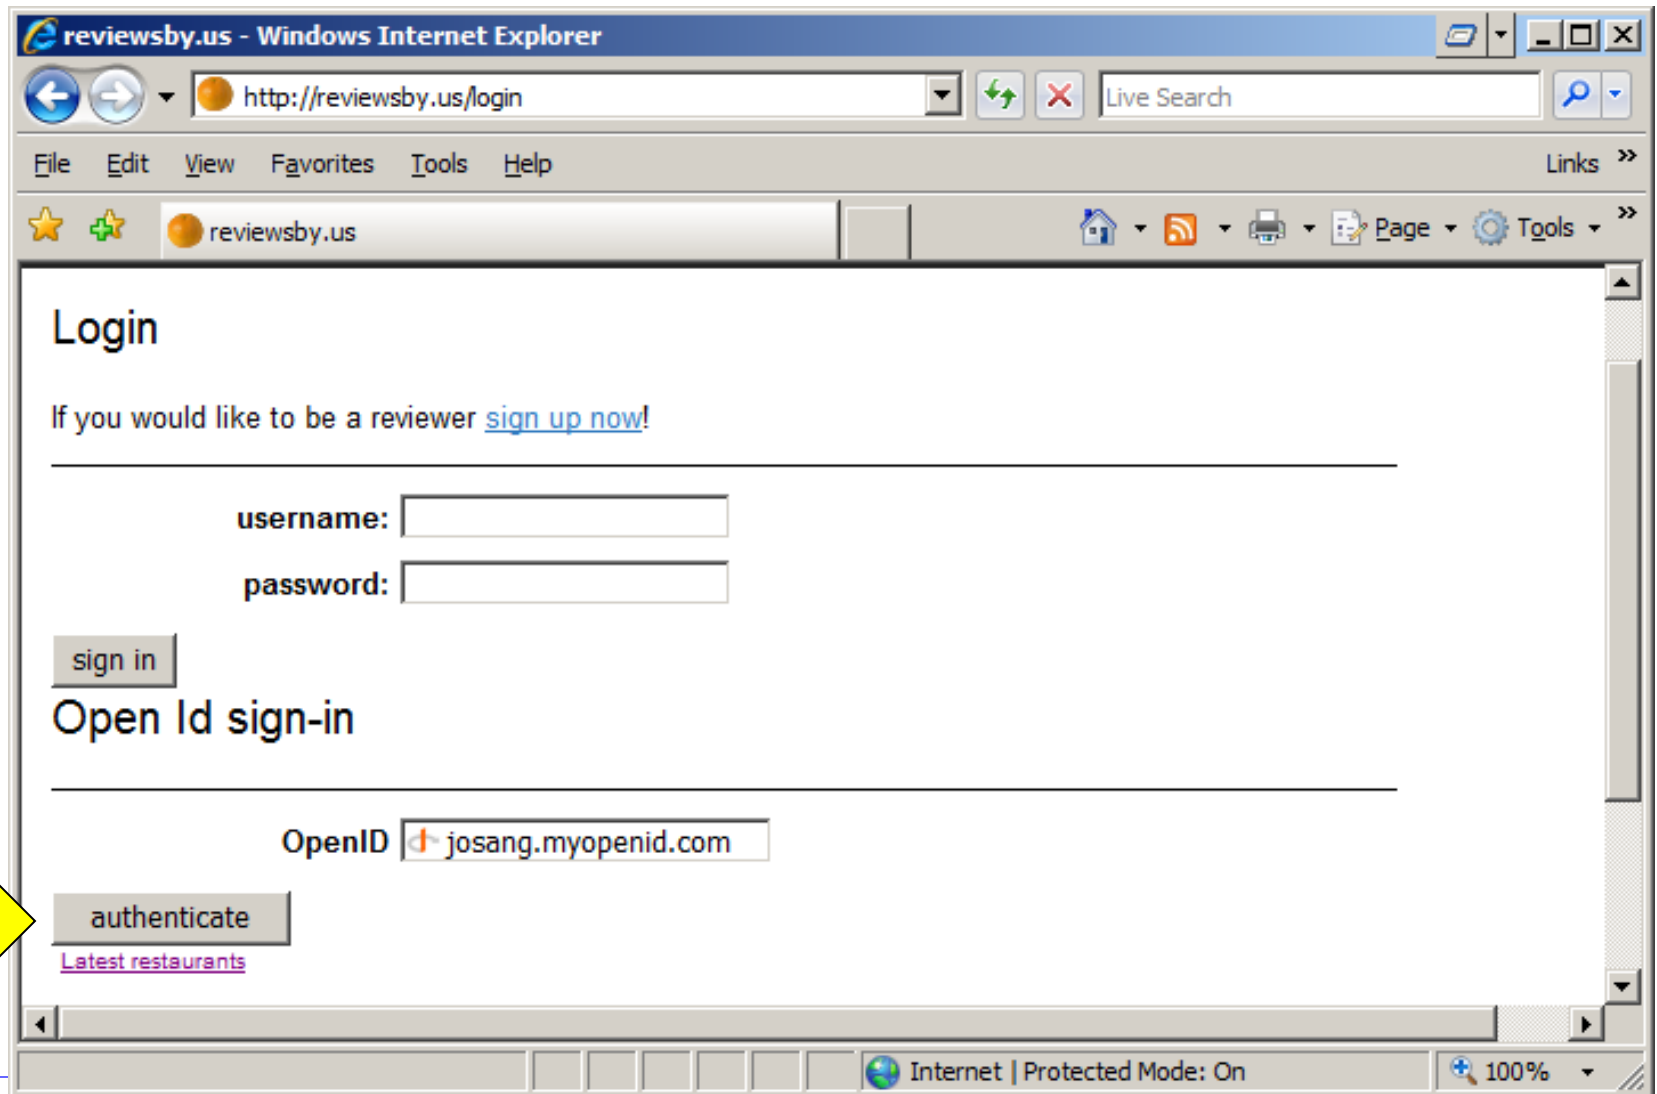 reviewsby.us - Windows Internet Explorer
http://reviewsby.us/login
Live Search
File Edit View Favorites Tools Help
Links »
reviewsby.us
Page Tools »
Login
If you would like to be a reviewer sign up now!
username:
password:
sign in
Open Id sign-in
OpenID josang.myopenid.com
authenticate
Latest restaurants
Internet | Protected Mode: On
100%